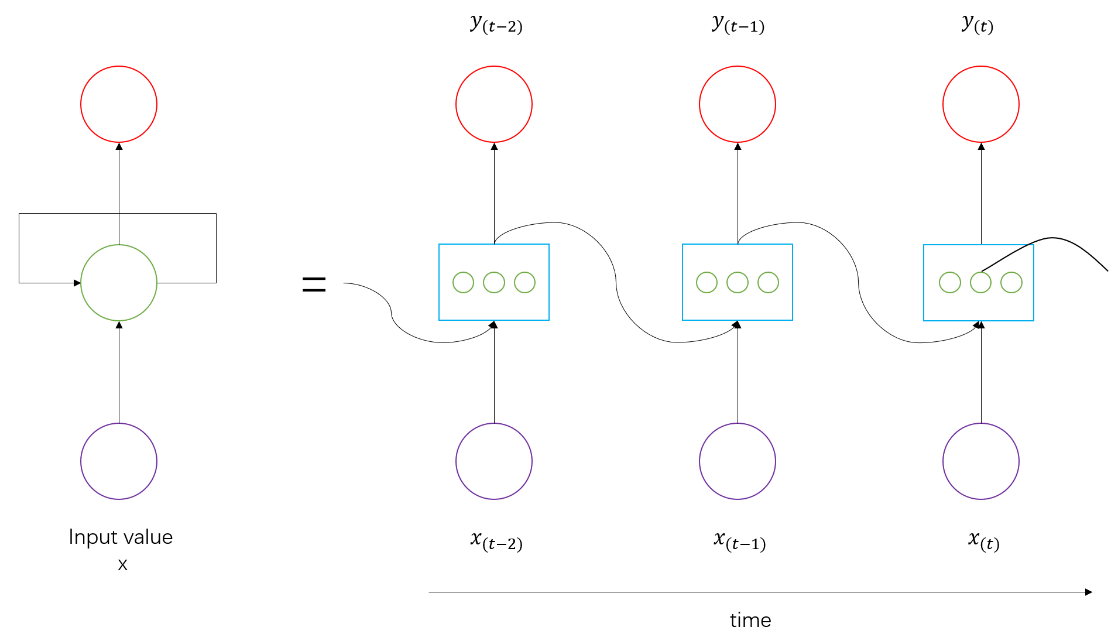 y(t−2) y(t−1) y(t)
=
Input value
x
x(t−2) x(t−1) x(t)
time